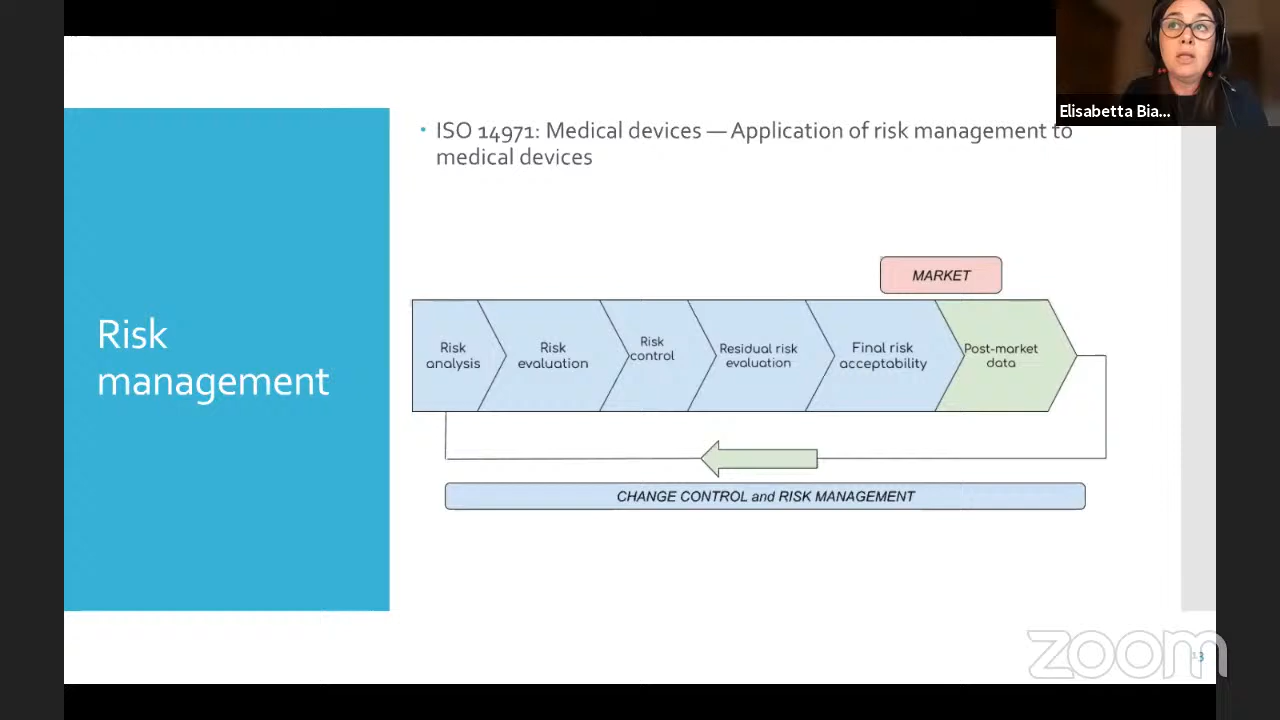 Elisabetta Bia...
• ISO 14971: Medical devices — Application of risk management to
medical devices
Risk
management
MARKET
Risk
analysis
Risk
evaluation
Risk
control
Residual risk
evaluation
Final risk
acceptability
Post-market
data
CHANGE CONTROL and RISK MANAGEMENT
zoom
13